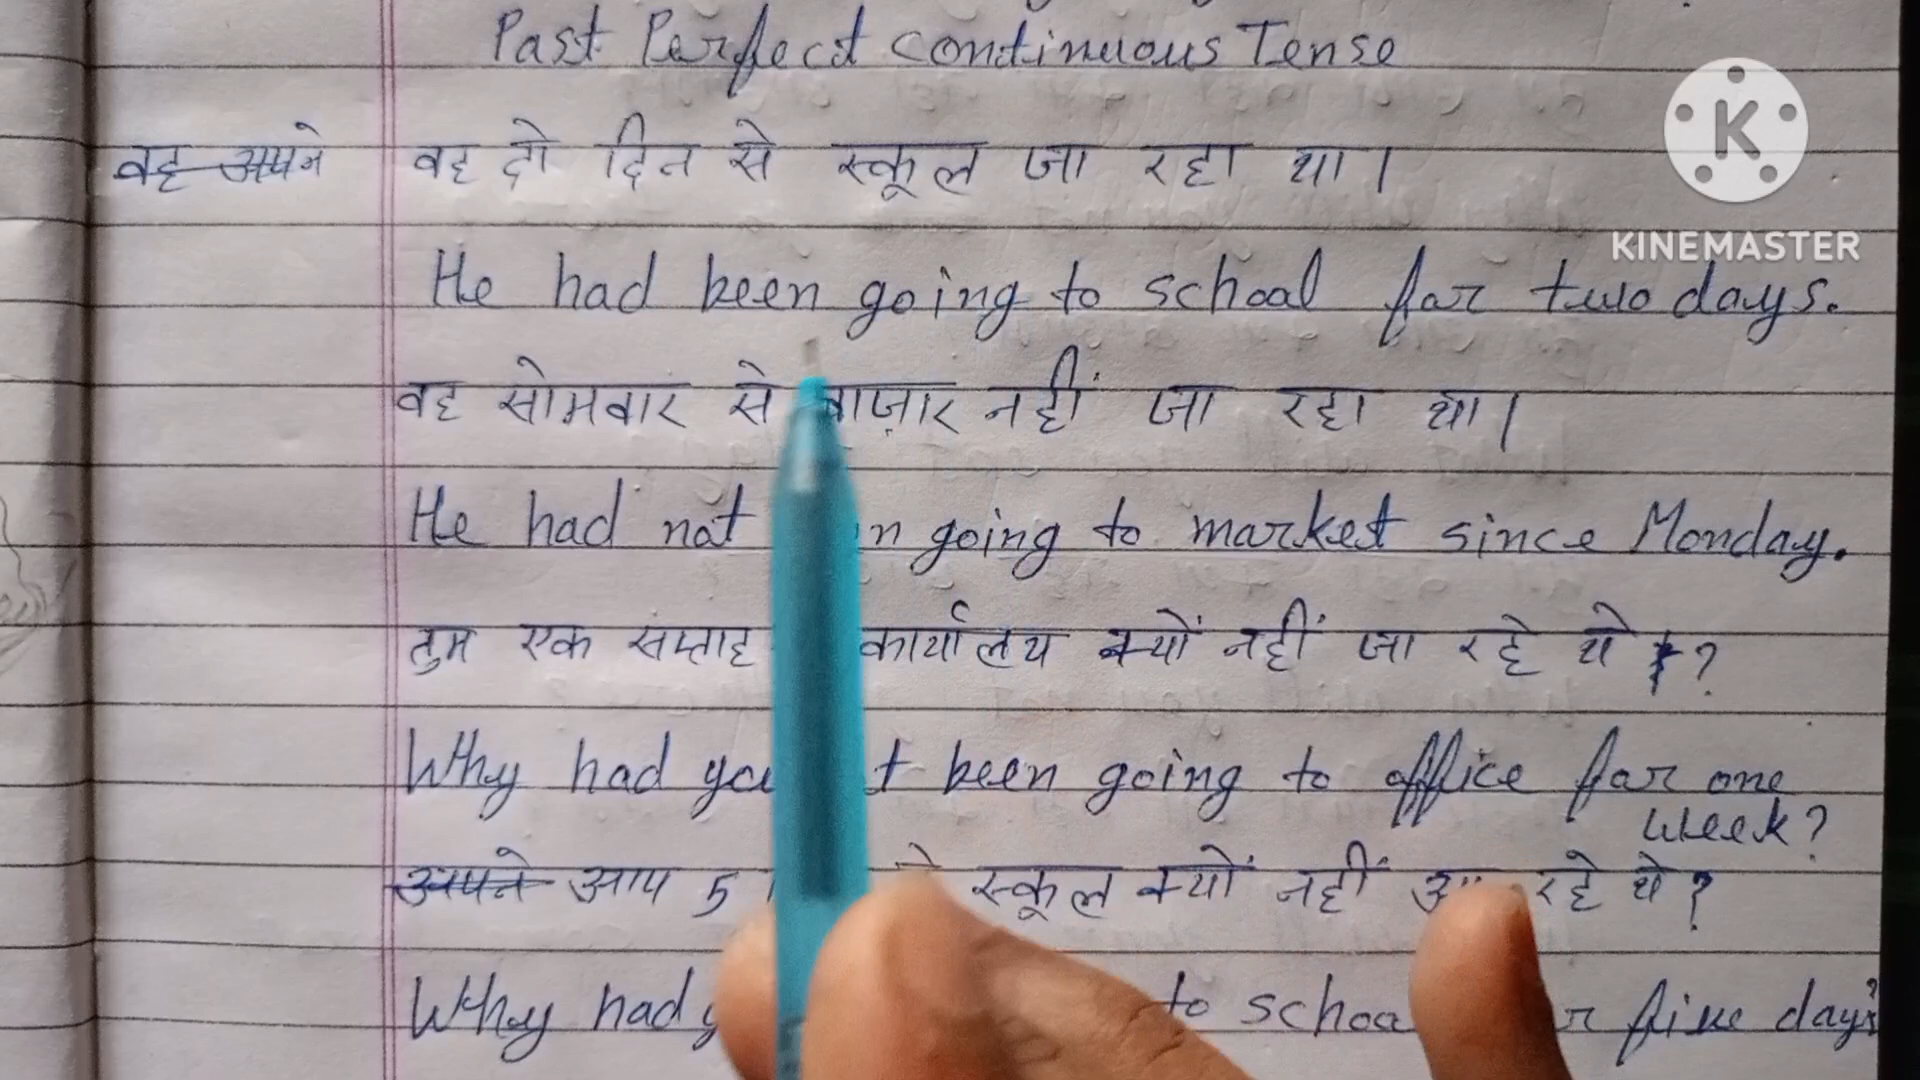 Past Perfect Continuous Tense
वह अपने वह दो दिन से स्कूल जा रहा था।
KINEMASTER
He had been going to school for two days.
वह सोमवार से बाज़ार नहीं जा रहा था।
He had not going to market since Monday.
तुम एक सप्ताह कार्यालय क्यों नहीं जा रहे थे ?
Why had been going to office for one
week?
अपने आप 5 स्कूल क्यों नहीं रहे थे?
Why had to five days?